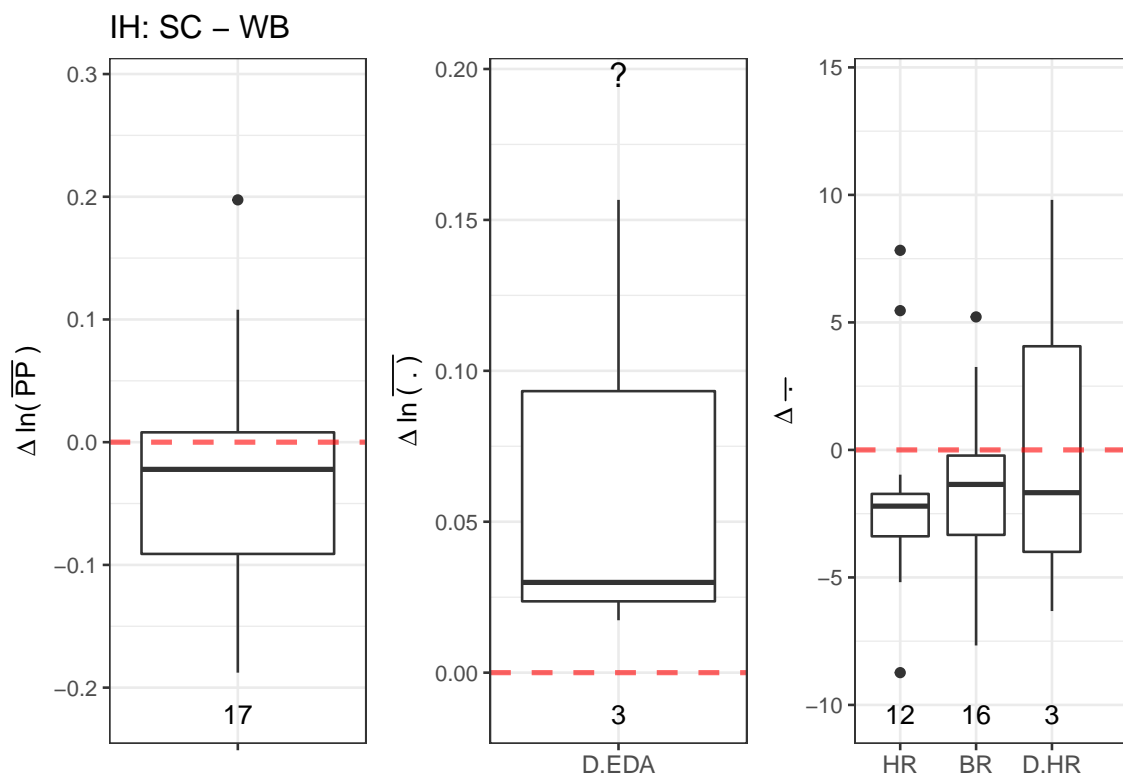 IH: SC − WB
Δ ln( P̅P̅ )
0.3
0.2
0.1
0.0
−0.1
−0.2
17
Δ ln ( . )
0.20
0.15
0.10
0.05
0.00
?
3
D.EDA
Δ .
15
10
5
0
−5
−10
12 16 3
HR BR D.HR